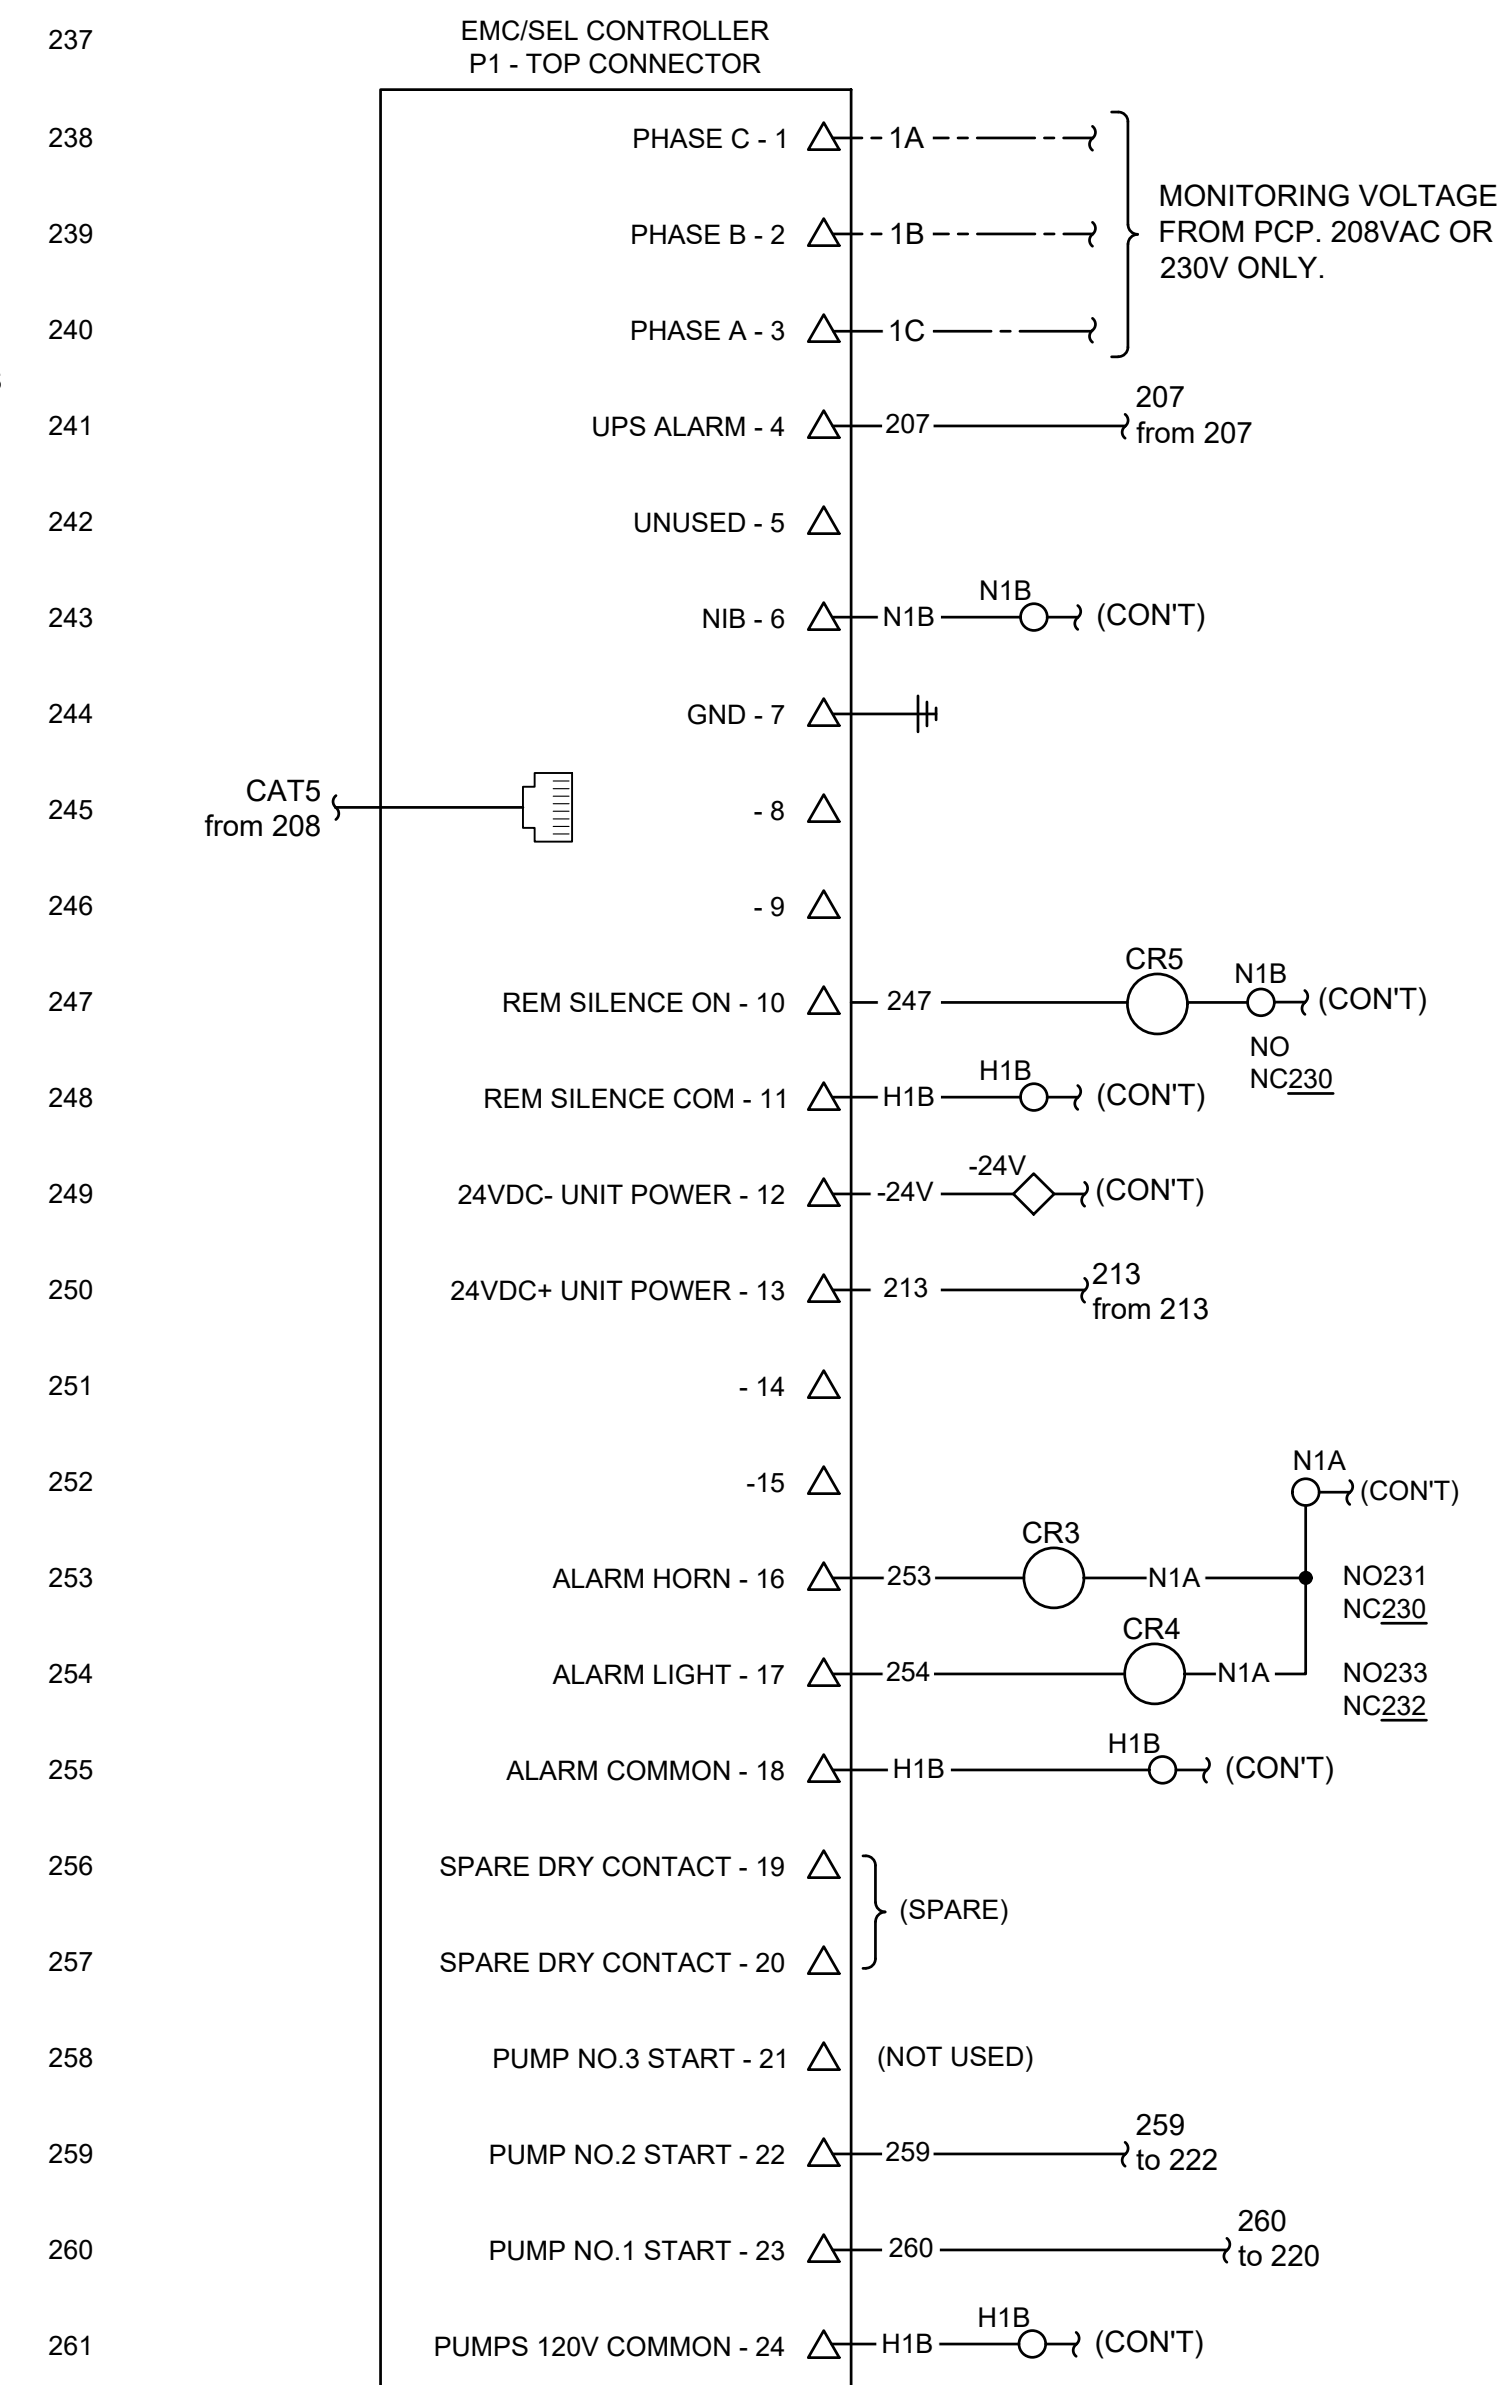 237
EMC/SEL CONTROLLER
P1 - TOP CONNECTOR
238
PHASE C - 1
1A
MONITORING VOLTAGE
FROM PCP. 208VAC OR
230V ONLY.
239
PHASE B - 2
1B
240
PHASE A - 3
1C
241
UPS ALARM - 4
207
207
from 207
242
UNUSED - 5
243
NIB - 6
N1B
N1B
(CON'T)
244
GND - 7
245
CAT5
from 208
- 8
246
- 9
247
REM SILENCE ON - 10
247
CR5
N1B
(CON'T)
NO
NC230
248
REM SILENCE COM - 11
H1B
H1B
(CON'T)
249
24VDC- UNIT POWER - 12
-24V
-24V
(CON'T)
250
24VDC+ UNIT POWER - 13
213
213
from 213
251
- 14
252
-15
N1A
(CON'T)
253
ALARM HORN - 16
253
CR3
N1A
NO231
NC230
254
ALARM LIGHT - 17
254
CR4
N1A
NO233
NC232
255
ALARM COMMON - 18
H1B
H1B
(CON'T)
256
SPARE DRY CONTACT - 19
(SPARE)
257
SPARE DRY CONTACT - 20
258
PUMP NO.3 START - 21
(NOT USED)
259
PUMP NO.2 START - 22
259
259
to 222
260
PUMP NO.1 START - 23
260
260
to 220
261
PUMPS 120V COMMON - 24
H1B
H1B
(CON'T)